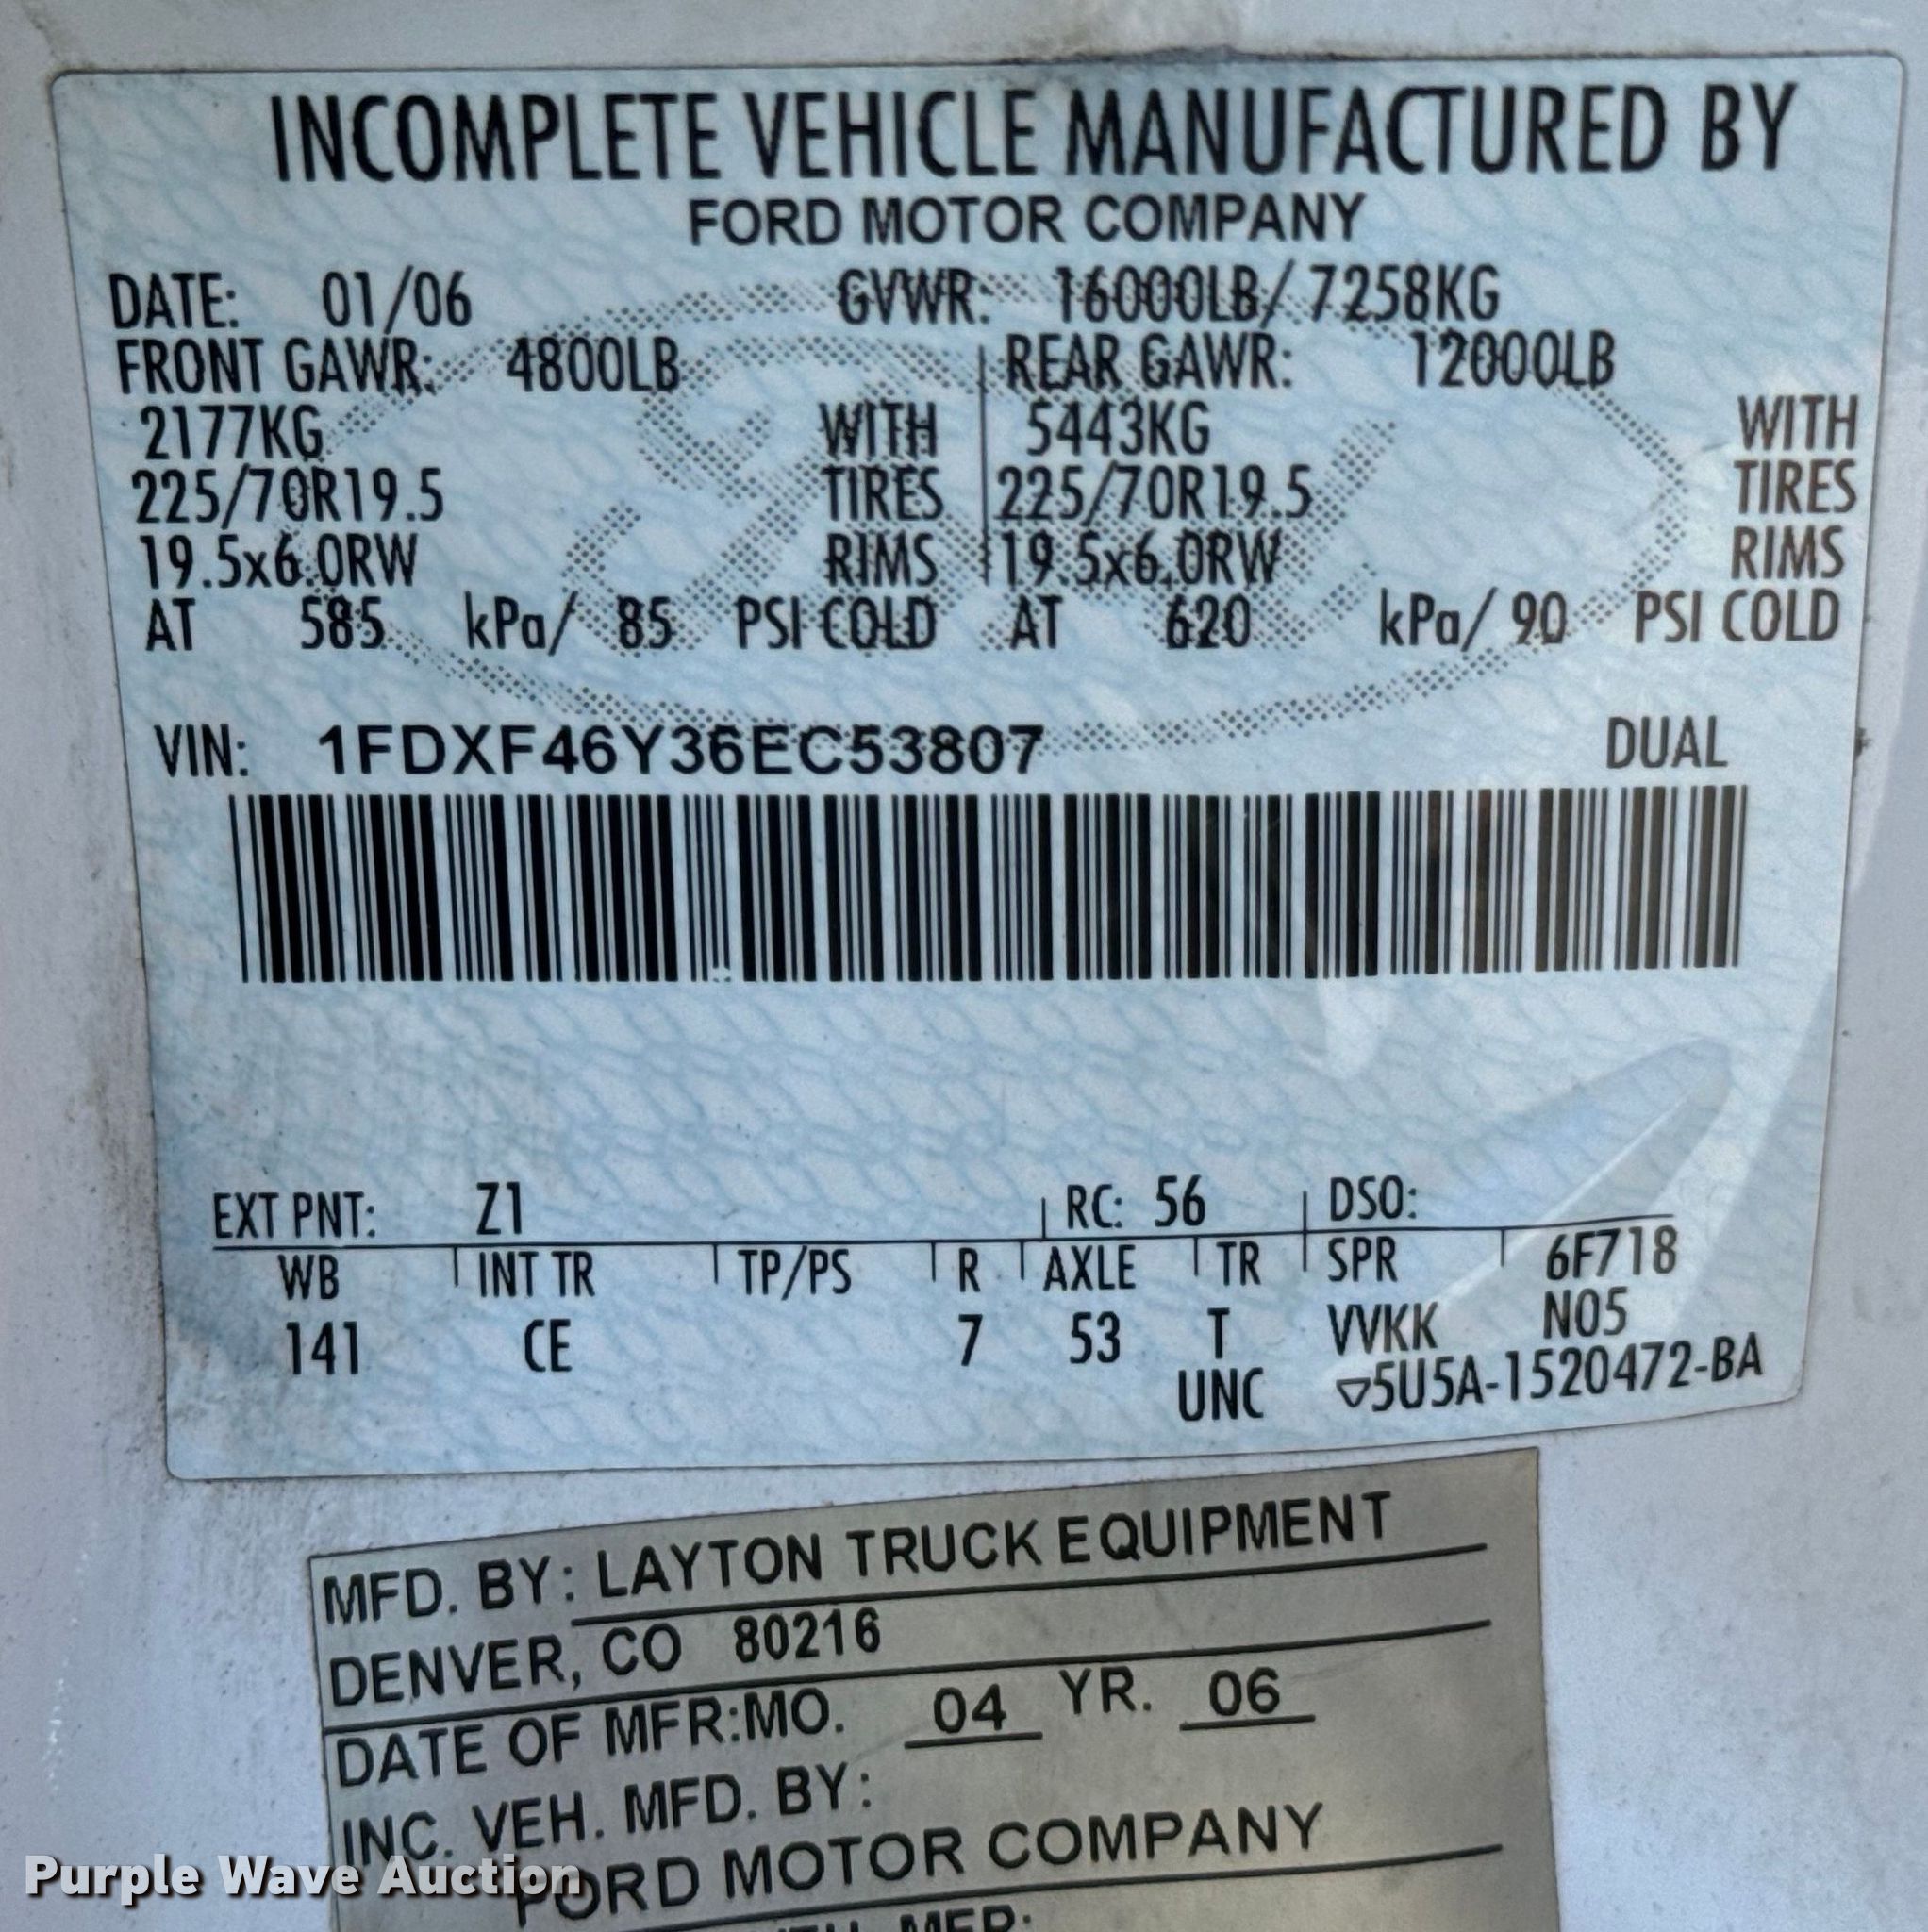 INCOMPLETE VEHICLE MANUFACTURED BY
FORD MOTOR COMPANY
DATE: 01/06 GVWR: 16000LB/ 7258KG
FRONT GAWR: 4800LB REAR GAWR: 12000LB
2177KG WITH 5443KG WITH
225/70R19.5 TIRES 225/70R19.5 TIRES
19.5x6.0RW RIMS 19.5x6.0RW RIMS
AT 585 kPa/ 85 PSI COLD AT 620 kPa/ 90 PSI COLD
VIN: 1FDXF46Y36EC53807 DUAL
EXT PNT: Z1 RC: 56 DSO:
WB INT TR TP/PS R AXLE TR SPR 6F718
141 CE 7 53 T VVKK N05
UNC ▽5U5A-1520472-BA
MFD. BY: LAYTON TRUCK EQUIPMENT
DENVER, CO 80216
DATE OF MFR:MO. 04 YR. 06
INC. VEH. MFD. BY:
FORD MOTOR COMPANY
MFR:
Purple Wave Auction